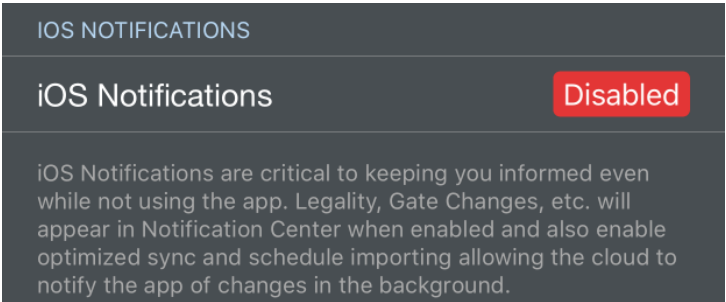 IOS NOTIFICATIONS
iOS Notifications
Disabled
iOS Notifications are critical to keeping you informed even
while not using the app. Legality, Gate Changes, etc. will
appear in Notification Center when enabled and also enable
optimized sync and schedule importing allowing the cloud to
notify the app of changes in the background.